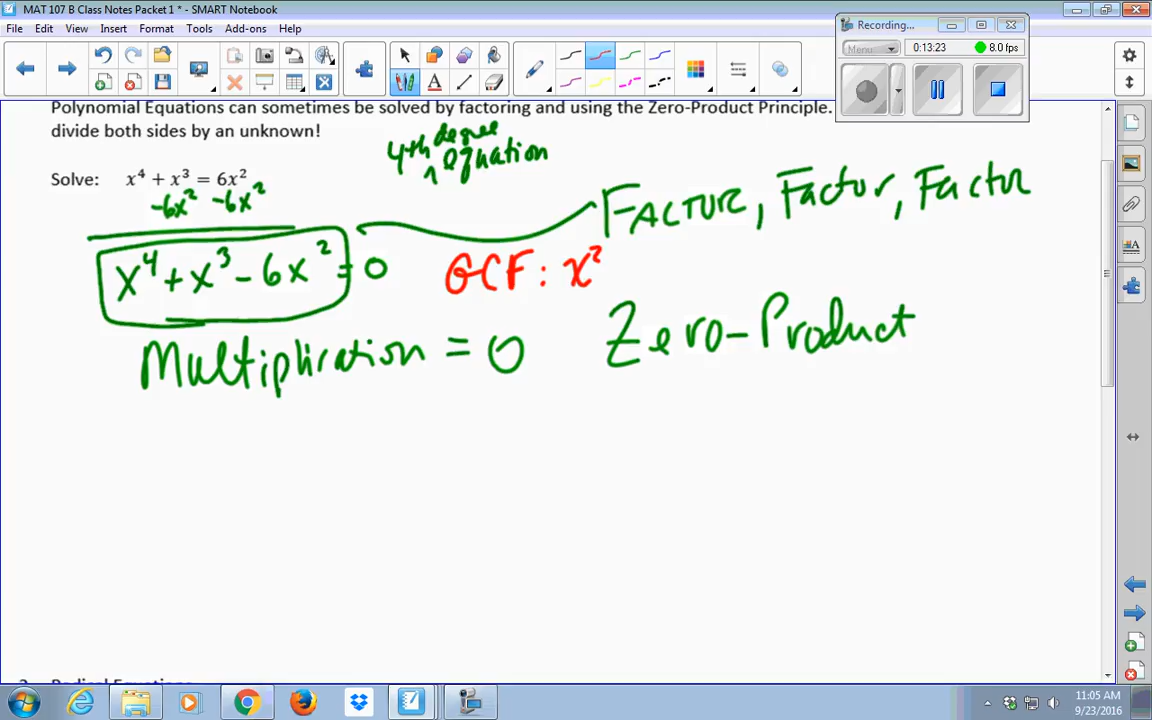 MAT 107 B Class Notes Packet 1 * - SMART Notebook
File Edit View Insert Format Tools Add-ons Help
Recording...
Menu 0:13:23 8.0 fps
Polynomial Equations can sometimes be solved by factoring and using the Zero-Product Principle.
divide both sides by an unknown!
4th degree
^ equation
Solve: x⁴ + x³ = 6x²
-6x² -6x²
FACTOR, Factor, Factor
x⁴ + x³ - 6x² = 0
GCF: x²
Multiplication = 0
Zero-Product
11:05 AM
9/23/2016